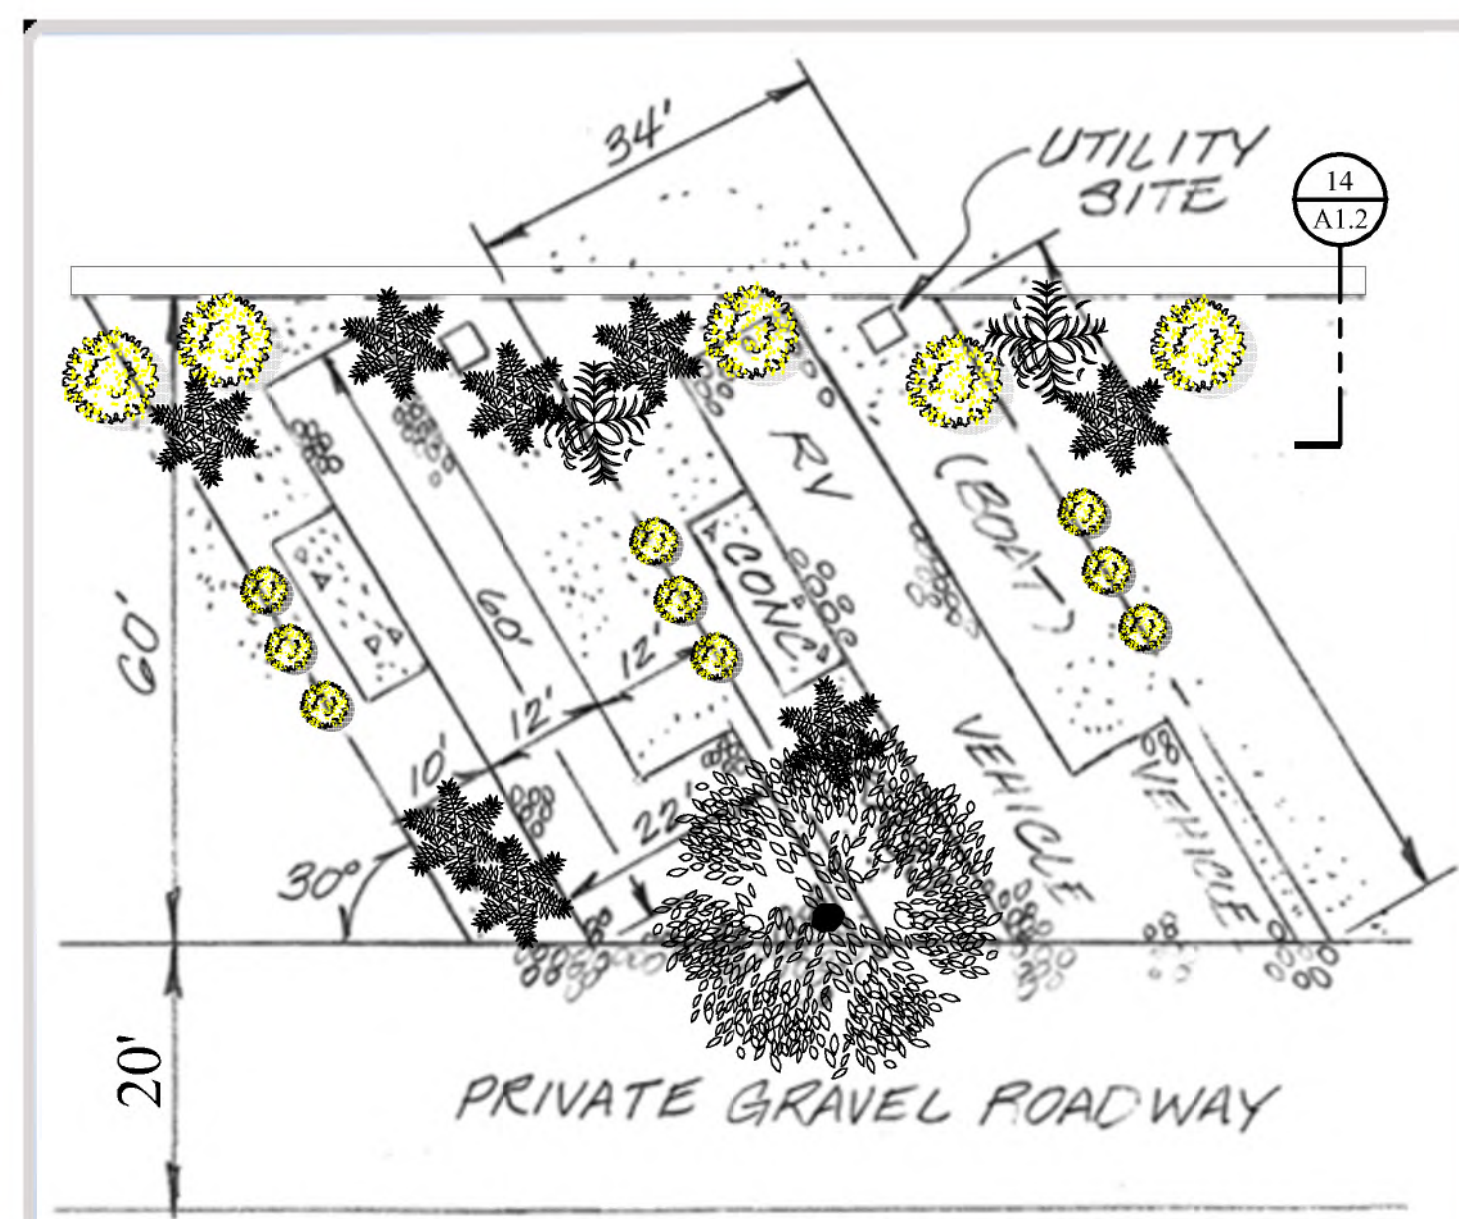 34'
UTILITY
SITE
14
A1.2
RV
(BOAT)
CONC.
60'
60'
12'
12'
10'
22'
30°
VEHICLE
VEHICLE
20'
PRIVATE GRAVEL ROADWAY